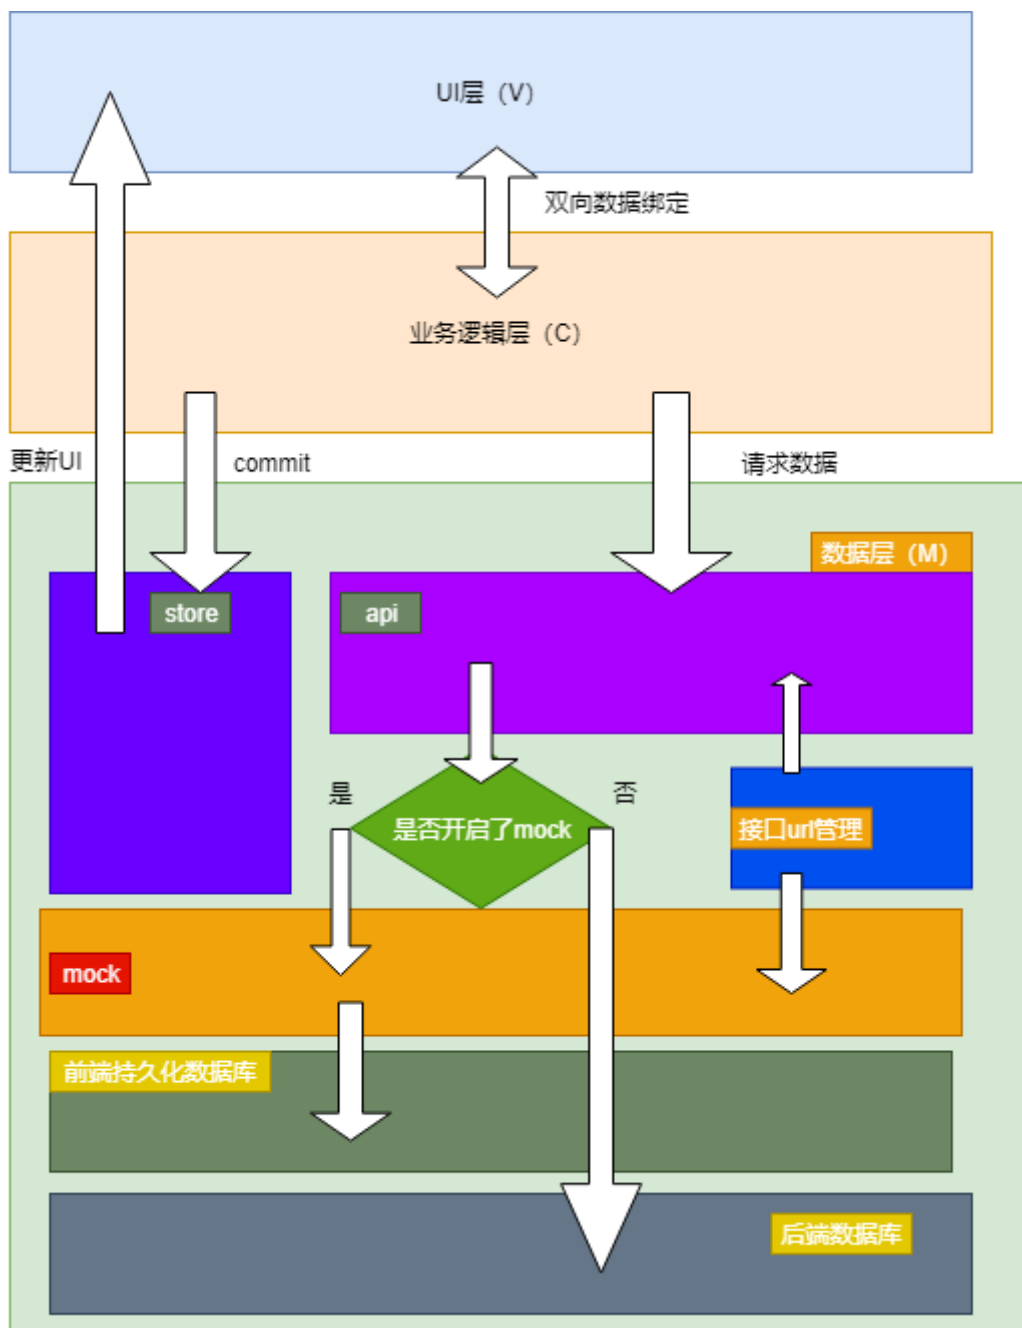 UI层（V）
双向数据绑定
业务逻辑层（C）
更新UI
commit
请求数据
数据层（M）
store
api
是
否
是否开启了mock
接口url管理
mock
前端持久化数据库
后端数据库